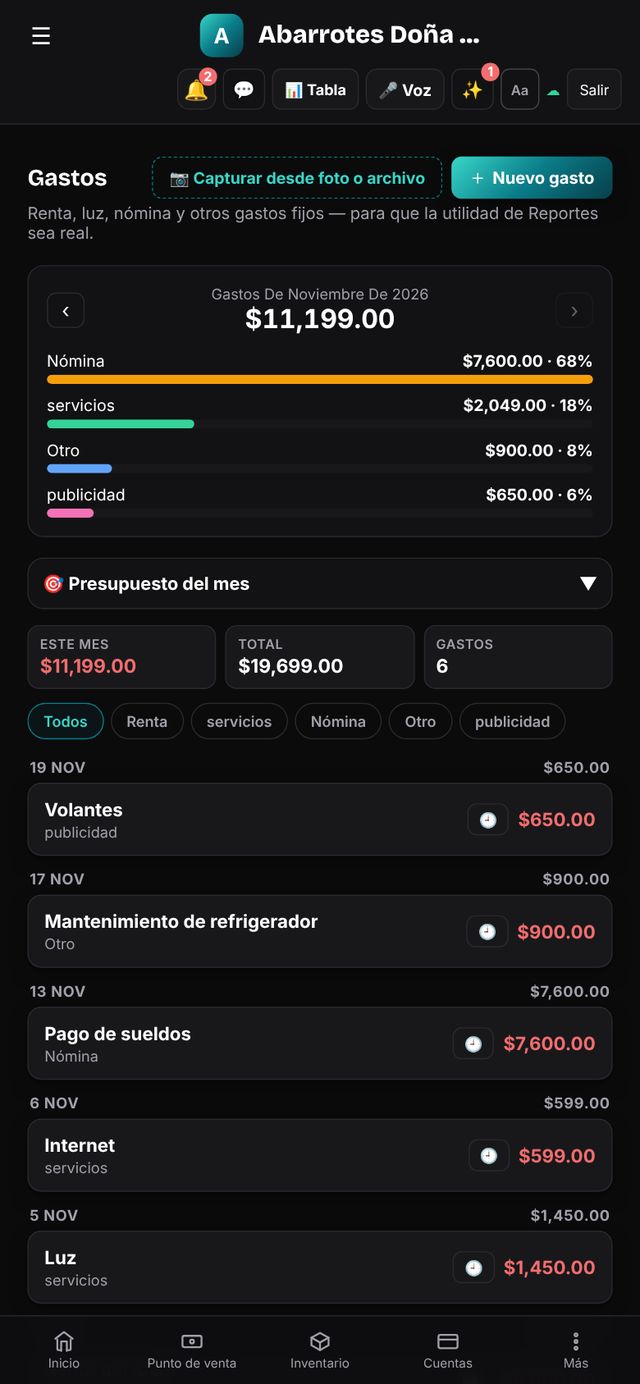 ☰ A Abarrotes Doña ...
🔔 2 💬 📊 Tabla 🎤 Voz ✨ 1 Aa ☁ Salir
Gastos 📷 Capturar desde foto o archivo + Nuevo gasto
Renta, luz, nómina y otros gastos fijos — para que la utilidad de Reportes
sea real.
Gastos De Noviembre De 2026
‹ $11,199.00 ›
Nómina $7,600.00 · 68%
servicios $2,049.00 · 18%
Otro $900.00 · 8%
publicidad $650.00 · 6%
🎯 Presupuesto del mes ▼
ESTE MES TOTAL GASTOS
$11,199.00 $19,699.00 6
Todos Renta servicios Nómina Otro publicidad
19 NOV $650.00
Volantes
publicidad
🕘 $650.00
17 NOV $900.00
Mantenimiento de refrigerador
Otro
🕘 $900.00
13 NOV $7,600.00
Pago de sueldos
Nómina
🕘 $7,600.00
6 NOV $599.00
Internet
servicios
🕘 $599.00
5 NOV $1,450.00
Luz
servicios
🕘 $1,450.00
Inicio Punto de venta Inventario Cuentas Más